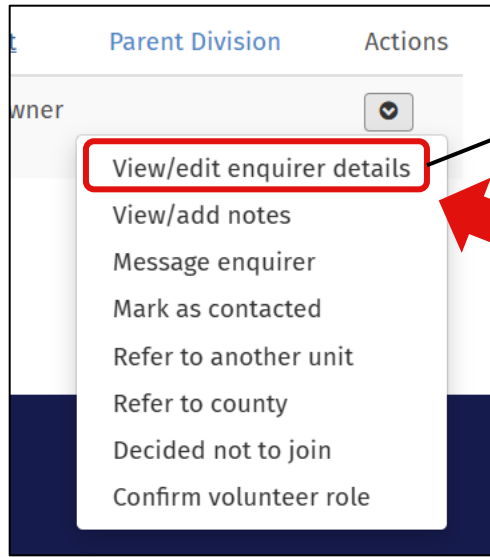 Parent Division Actions
wner
View/edit enquirer details
View/add notes
Message enquirer
Mark as contacted
Refer to another unit
Refer to county
Decided not to join
Confirm volunteer role